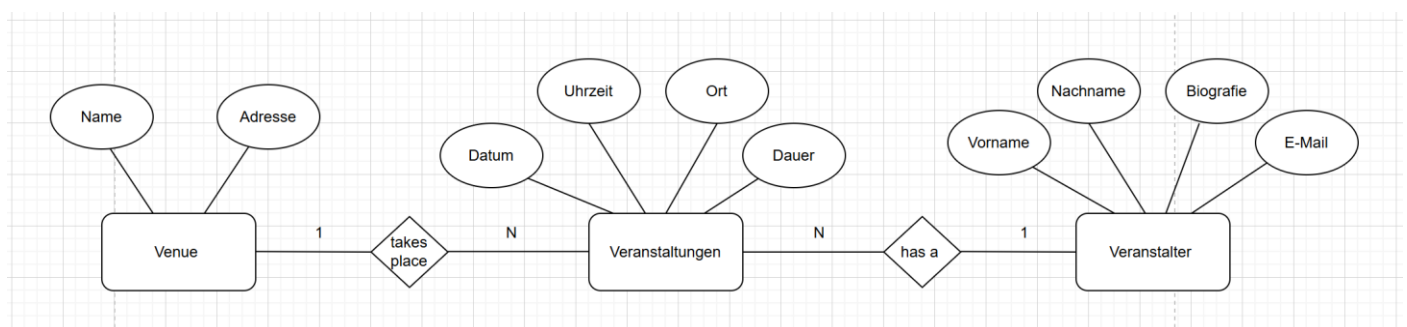 Uhrzeit
Ort
Nachname
Biografie
Name
Adresse
Datum
Dauer
Vorname
E-Mail
Venue
1
takes
place
N
Veranstaltungen
N
has a
1
Veranstalter